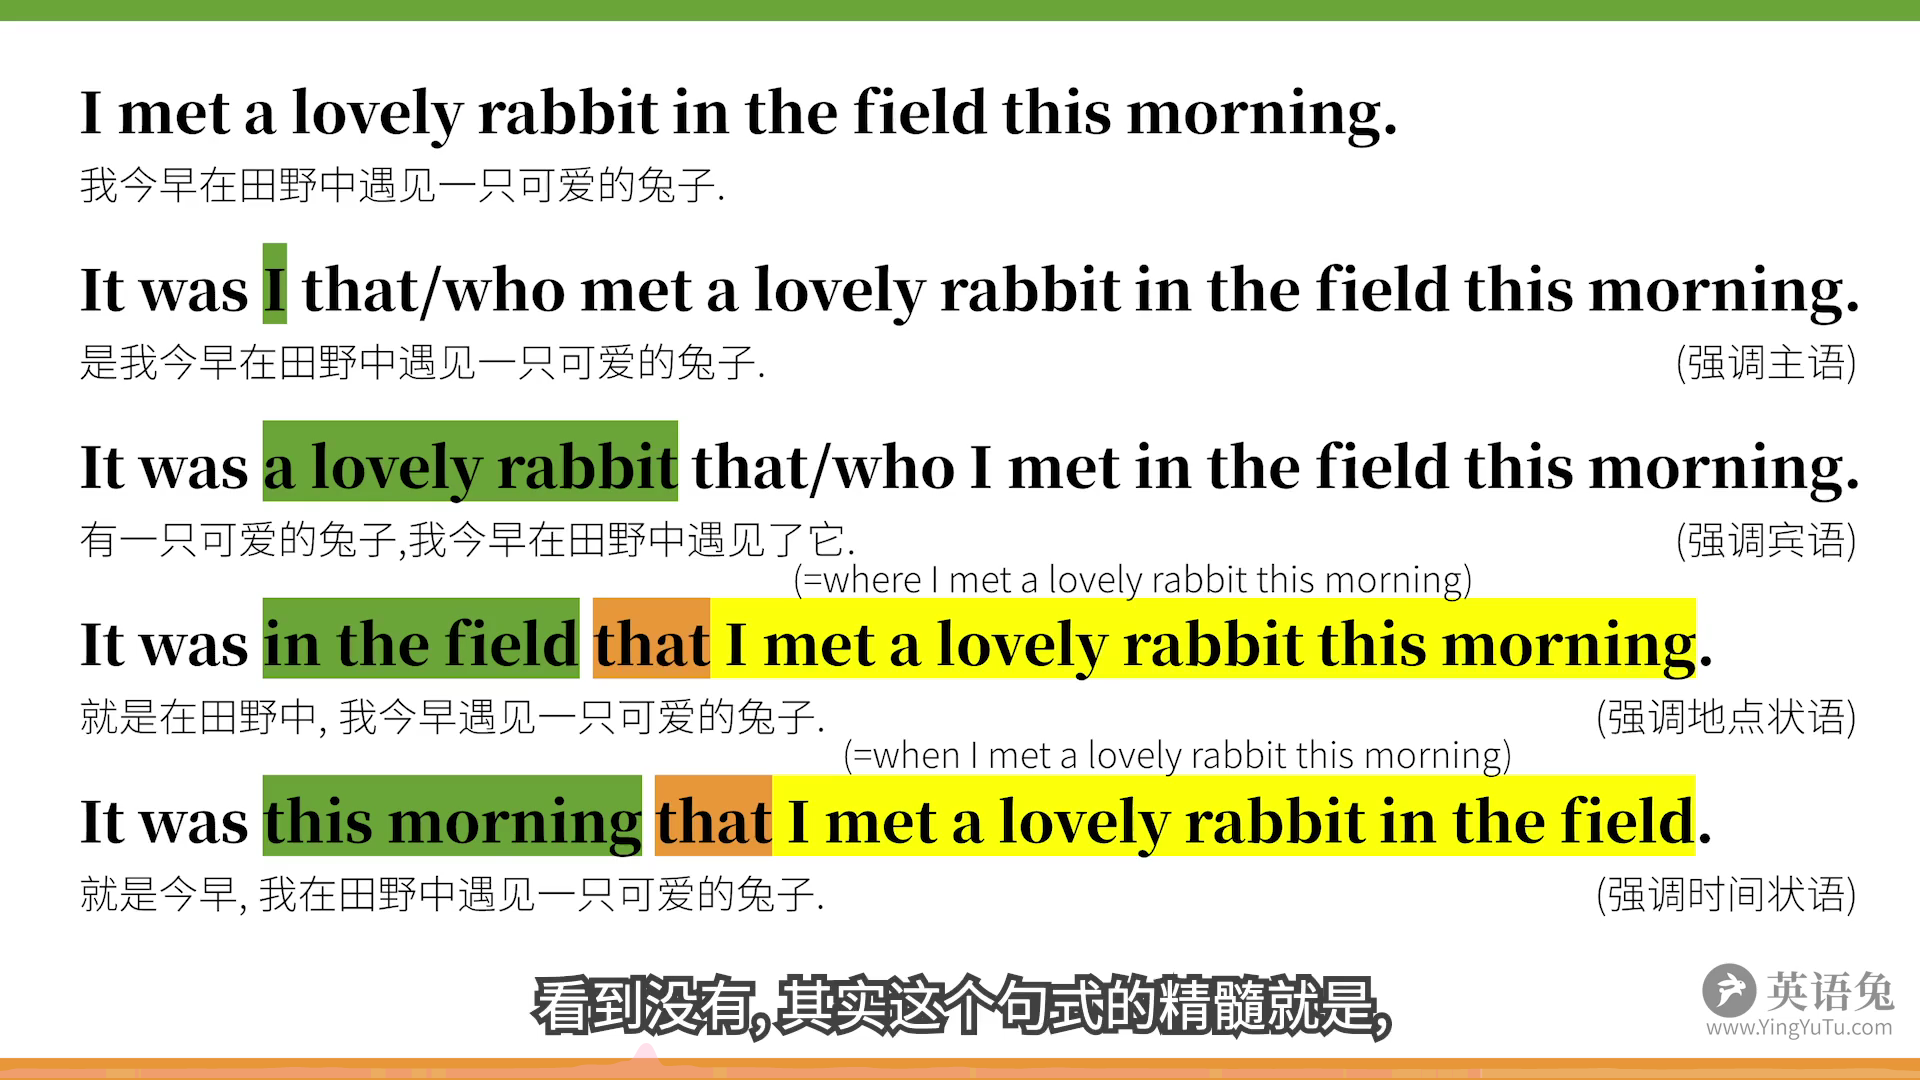 I met a lovely rabbit in the field this morning.
我今早在田野中遇见一只可爱的兔子.
It was I that/who met a lovely rabbit in the field this morning.
是我今早在田野中遇见一只可爱的兔子.
(强调主语)
It was a lovely rabbit that/who I met in the field this morning.
有一只可爱的兔子,我今早在田野中遇见了它.
(强调宾语)
(=where I met a lovely rabbit this morning)
It was in the field that I met a lovely rabbit this morning.
就是在田野中, 我今早遇见一只可爱的兔子.
(强调地点状语)
(=when I met a lovely rabbit this morning)
It was this morning that I met a lovely rabbit in the field.
就是今早, 我在田野中遇见一只可爱的兔子.
(强调时间状语)
看到没有, 其实这个句式的精髓就是,
英语兔
www.YingYuTu.com